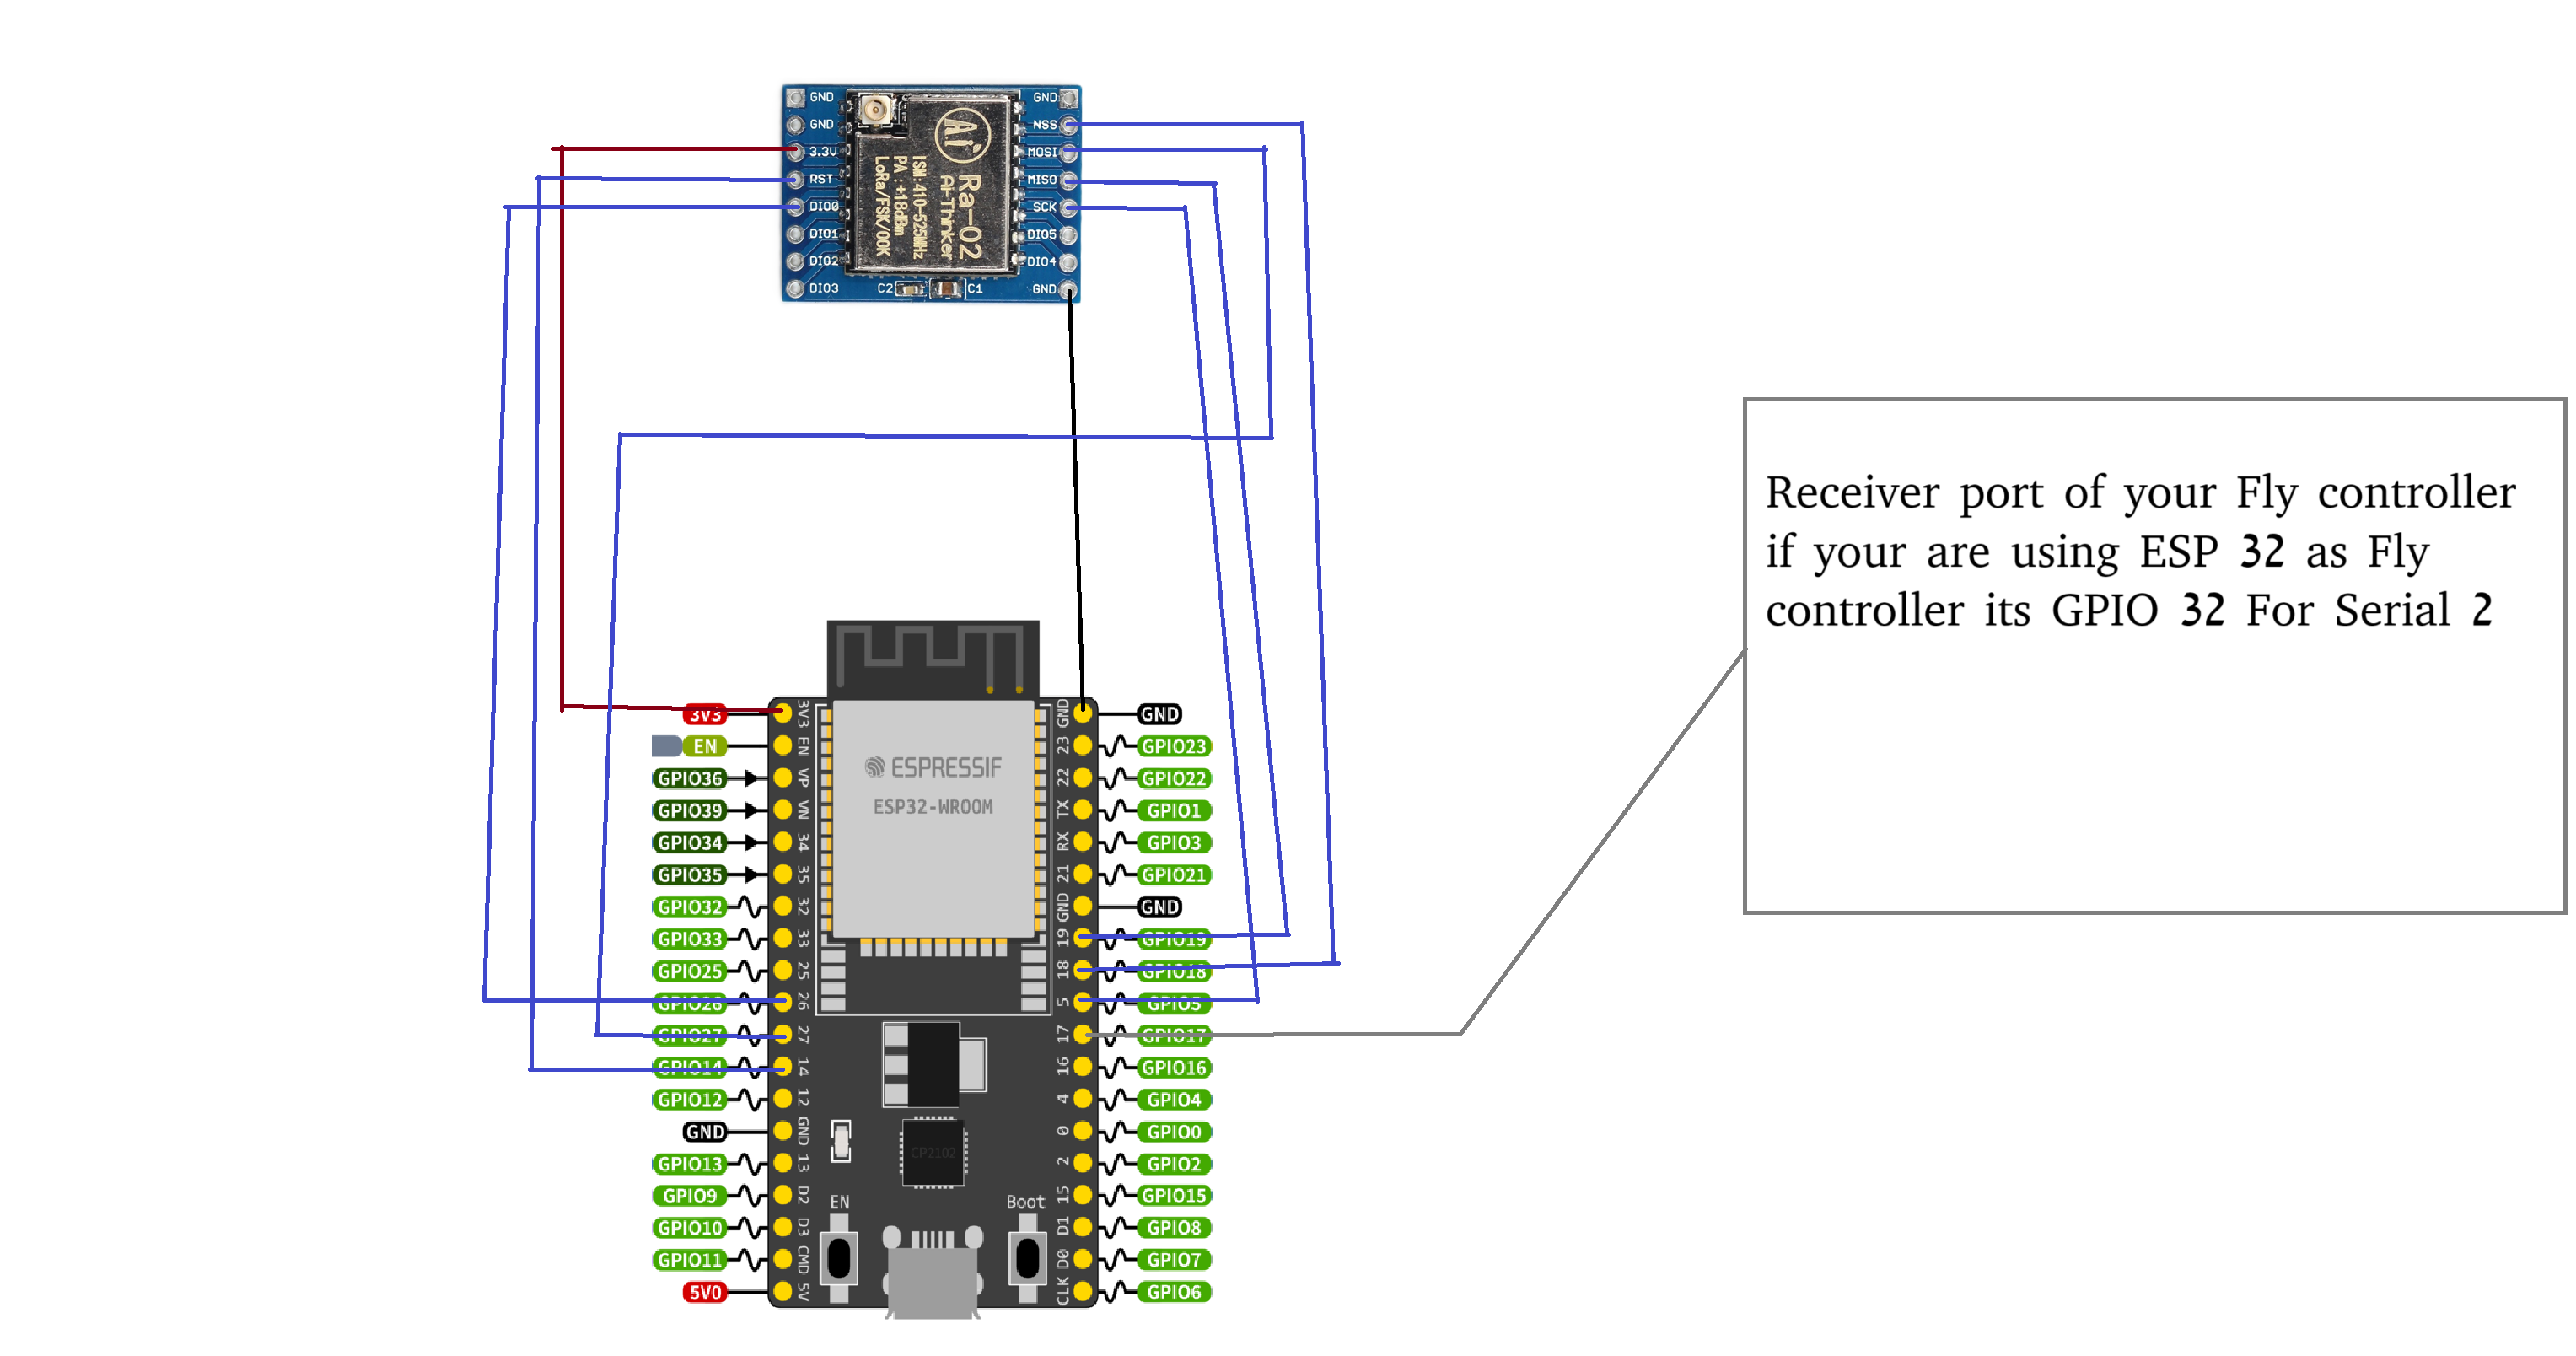 GND
GND
3.3V
RST
DIO0
DIO1
DIO2
DIO3
GND
NSS
MOSI
MISO
SCK
DIO5
DIO4
GND
C2
C1
Ai
Ra-02
Ai-Thinker
ISM:410-525MHz
PA :+18dBm
LoRa/FSK/OOK
Receiver port of your Fly controller
if your are using ESP 32 as Fly
controller its GPIO 32 For Serial 2
ESPRESSIF
ESP32-WROOM
3V3
EN
GPIO36
GPIO39
GPIO34
GPIO35
GPIO32
GPIO33
GPIO25
GPIO26
GPIO27
GPIO14
GPIO12
GND
GPIO13
GPIO9
GPIO10
GPIO11
5V0
3V3
EN
VP
VN
34
35
32
33
25
26
27
14
12
GND
13
D2
D3
CMD
5V
GND
23
22
TX
RX
21
GND
19
18
5
17
16
4
0
2
15
D1
D0
CLK
GND
GPIO23
GPIO22
GPIO1
GPIO3
GPIO21
GND
GPIO19
GPIO18
GPIO5
GPIO17
GPIO16
GPIO4
GPIO0
GPIO2
GPIO15
GPIO8
GPIO7
GPIO6
CP2102
EN
Boot